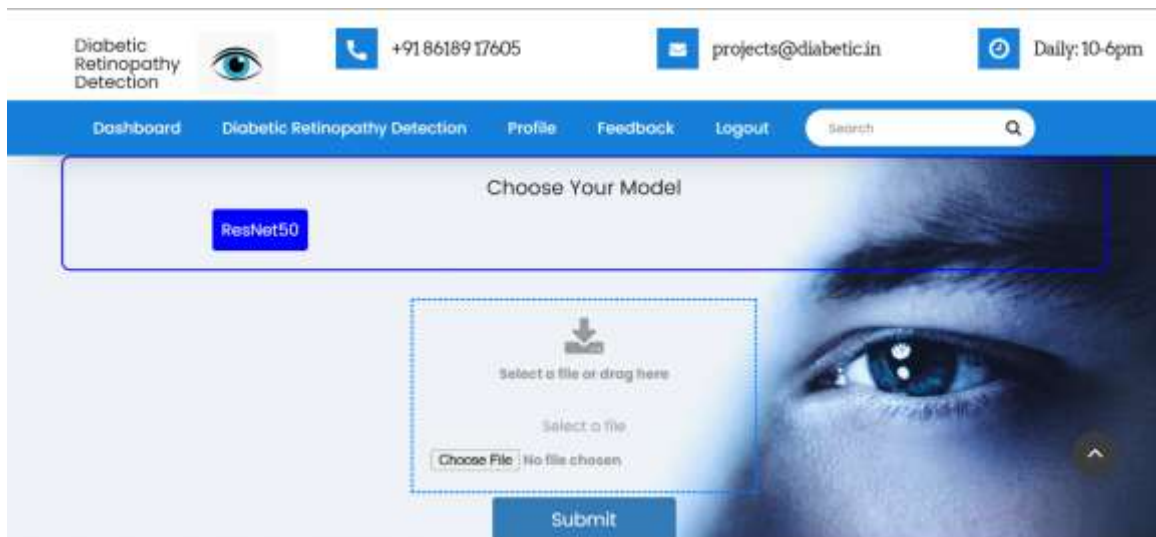 Diabetic
Retinopathy
Detection
+91 86189 17605
projects@diabetic.in
Daily: 10-6pm
Dashboard Diabetic Retinopathy Detection Profile Feedback Logout Search
Choose Your Model
ResNet50
Select a file or drag here
Select a file
Choose File No file chosen
Submit